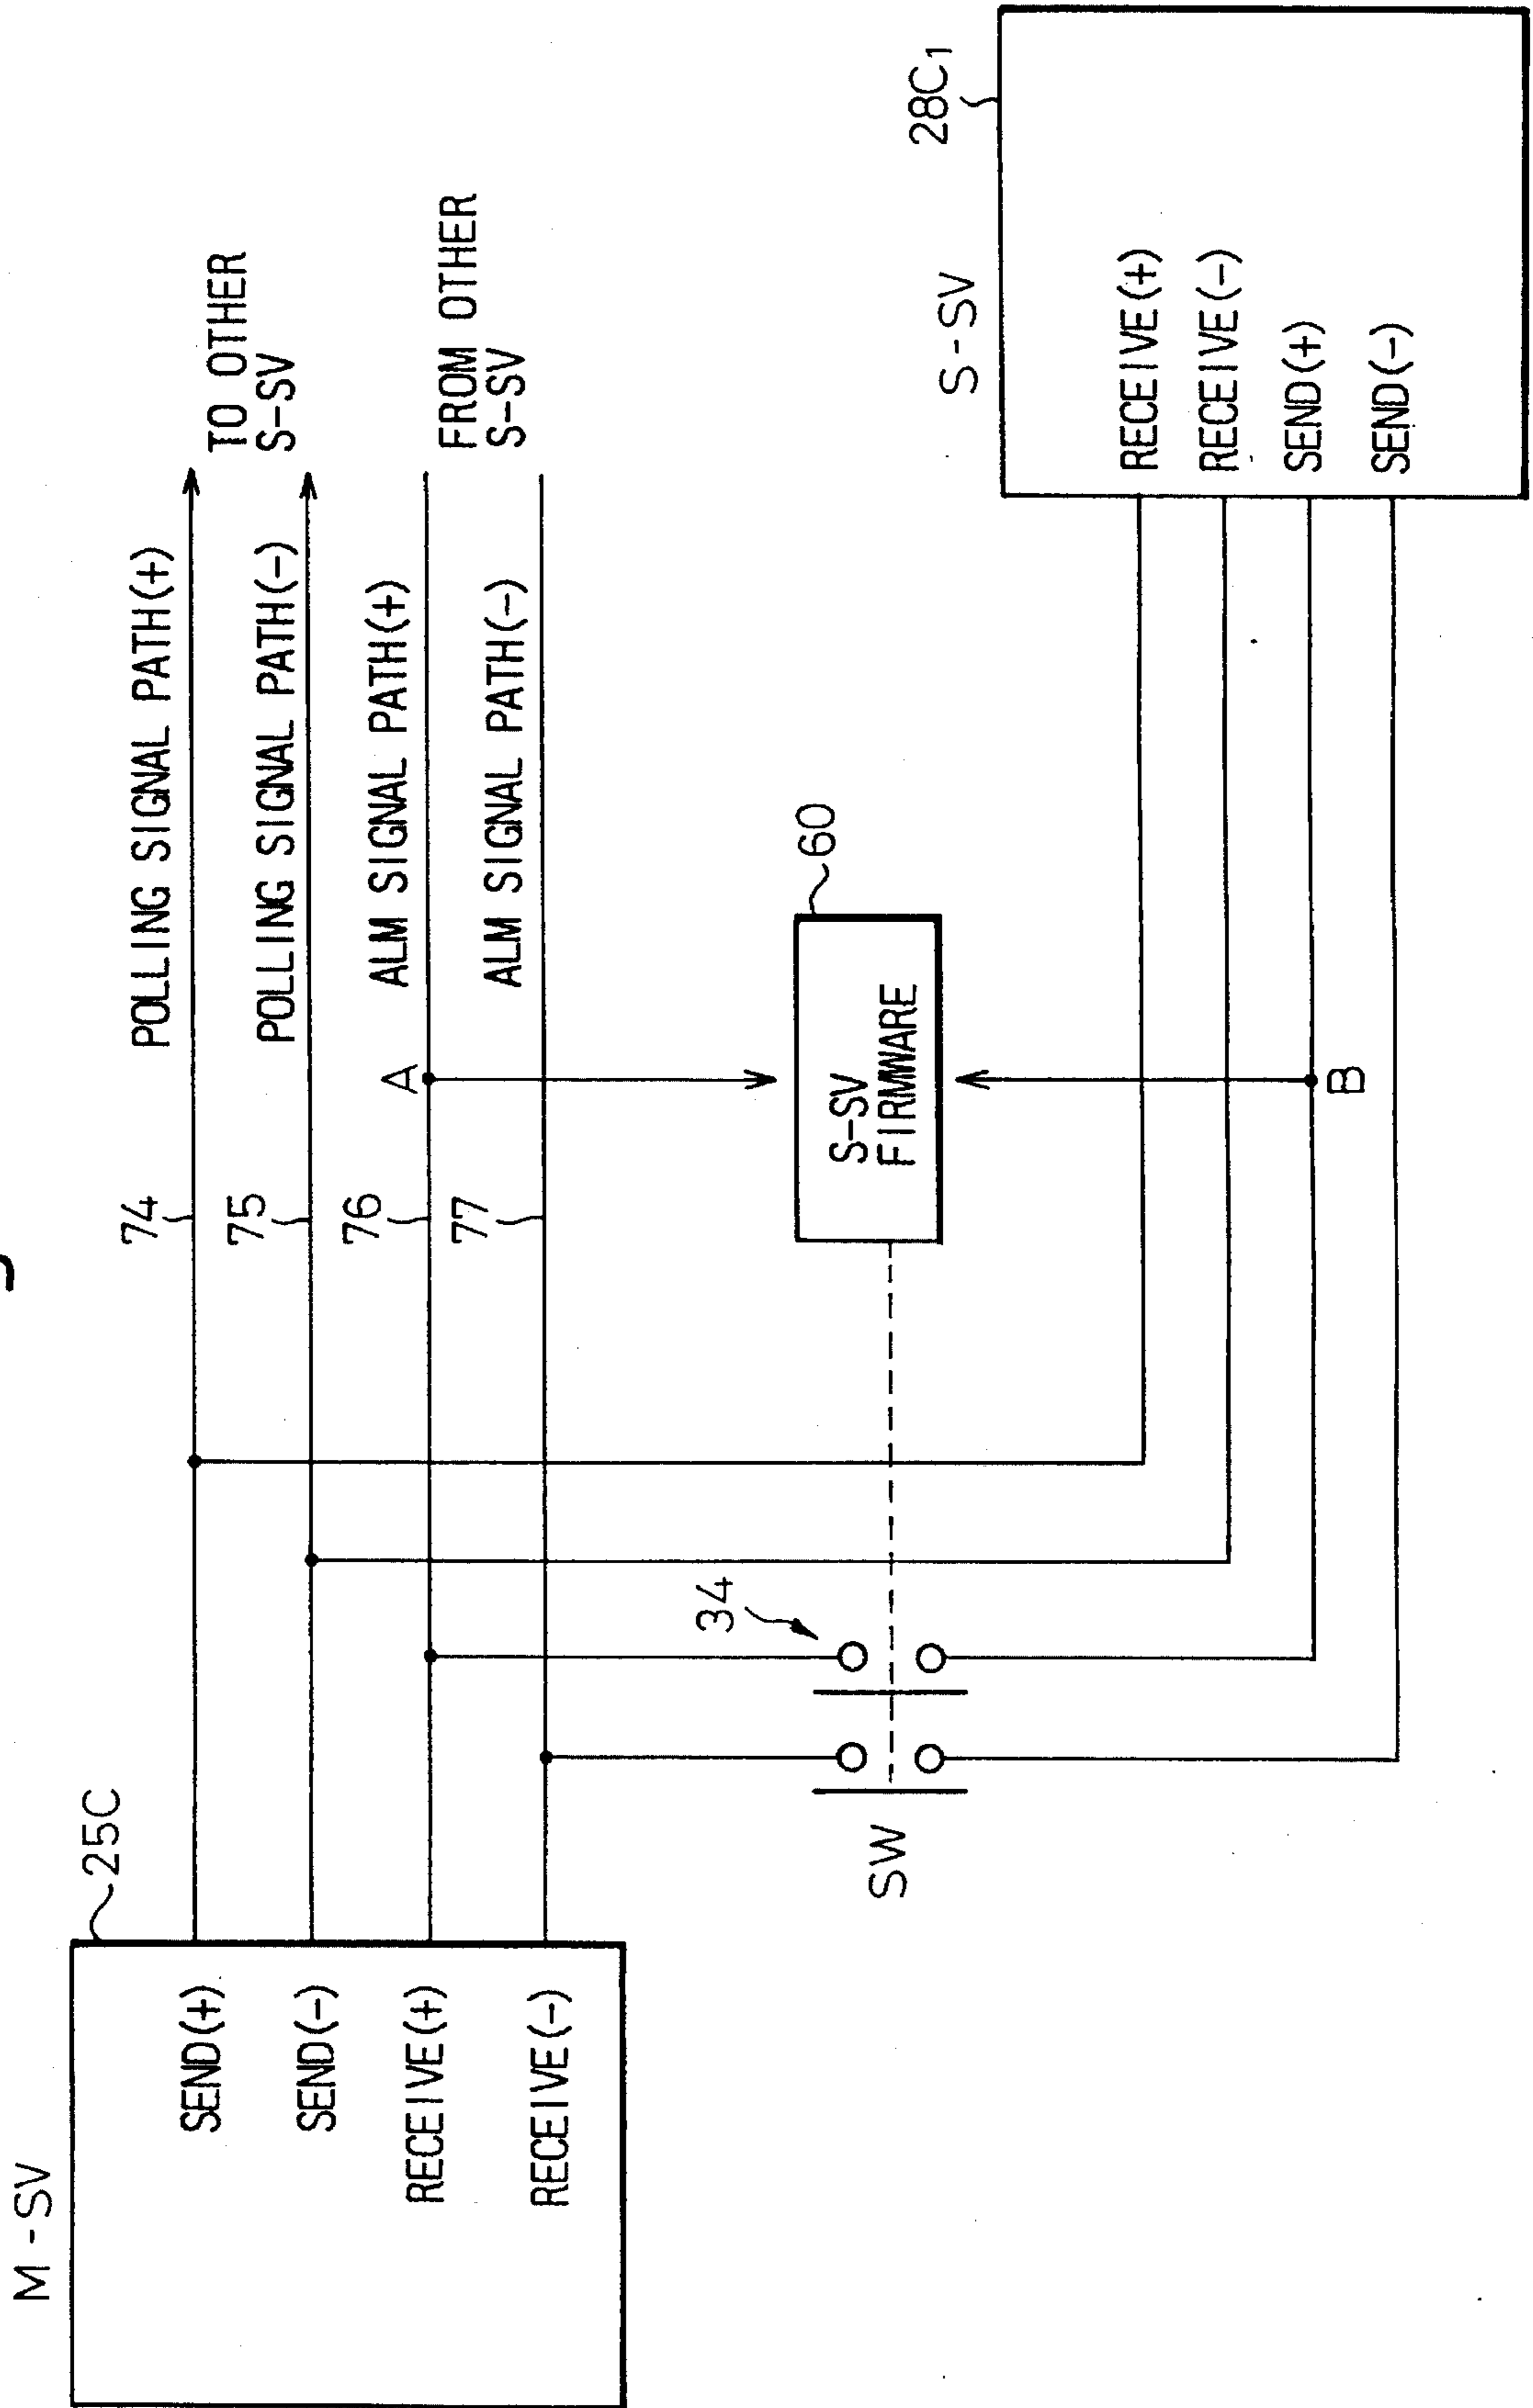 M-SV
25C
SEND(+)
SEND(-)
RECEIVE(+)
RECEIVE(-)
74
75
76
77
POLLING SIGNAL PATH(+)
POLLING SIGNAL PATH(-)
ALM SIGNAL PATH(+)
ALM SIGNAL PATH(-)
TO OTHER
S-SV
FROM OTHER
S-SV
A
60
S-SV
FIRMWARE
34
SW
B
S-SV
28C1
RECEIVE(+)
RECEIVE(-)
SEND(+)
SEND(-)